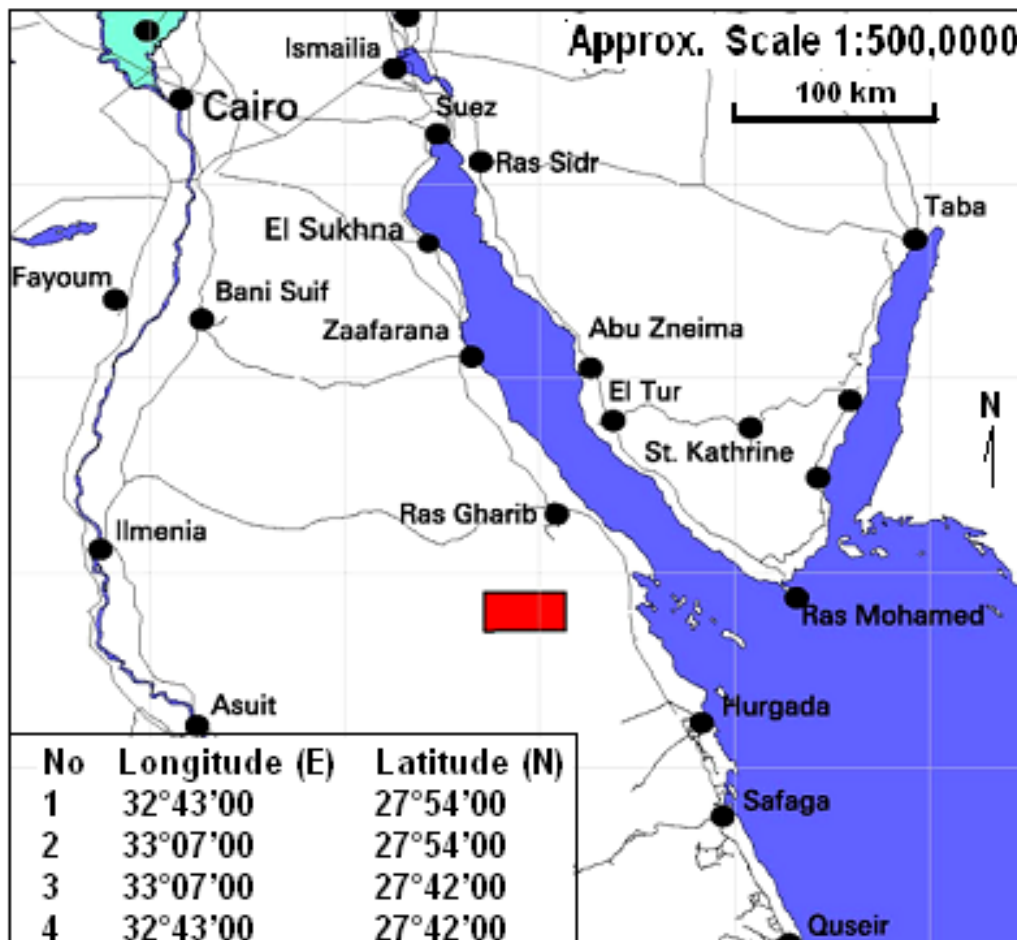 Ismailia
Approx. Scale 1:500,0000
100 km
Cairo
Suez
Ras Sidr
Taba
El Sukhna
Fayoum
Bani Suif
Zaafarana
Abu Zneima
El Tur
N
St. Kathrine
Ras Gharib
Ilmenia
Ras Mohamed
Asuit
Hurgada
No Longitude (E) Latitude (N)
1 32°43'00 27°54'00
2 33°07'00 27°54'00
3 33°07'00 27°42'00
4 32°43'00 27°42'00
Safaga
Quseir